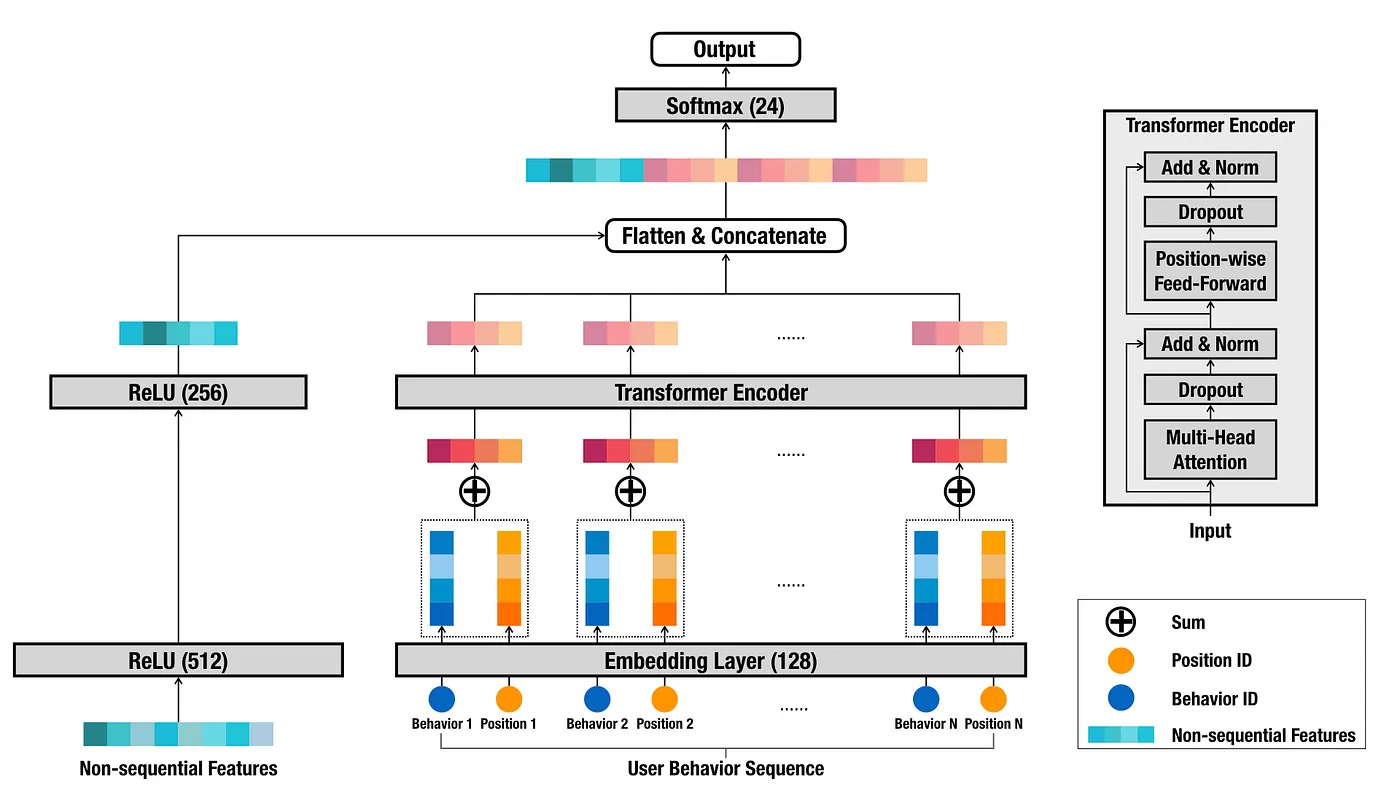 Output
Softmax (24)
Flatten & Concatenate
ReLU (256)
......
Transformer Encoder
......
......
ReLU (512)
Embedding Layer (128)
Behavior 1
Position 1
Behavior 2
Position 2
......
Behavior N
Position N
Non-sequential Features
User Behavior Sequence
Transformer Encoder
Add & Norm
Dropout
Position-wise
Feed-Forward
Add & Norm
Dropout
Multi-Head
Attention
Input
Sum
Position ID
Behavior ID
Non-sequential Features